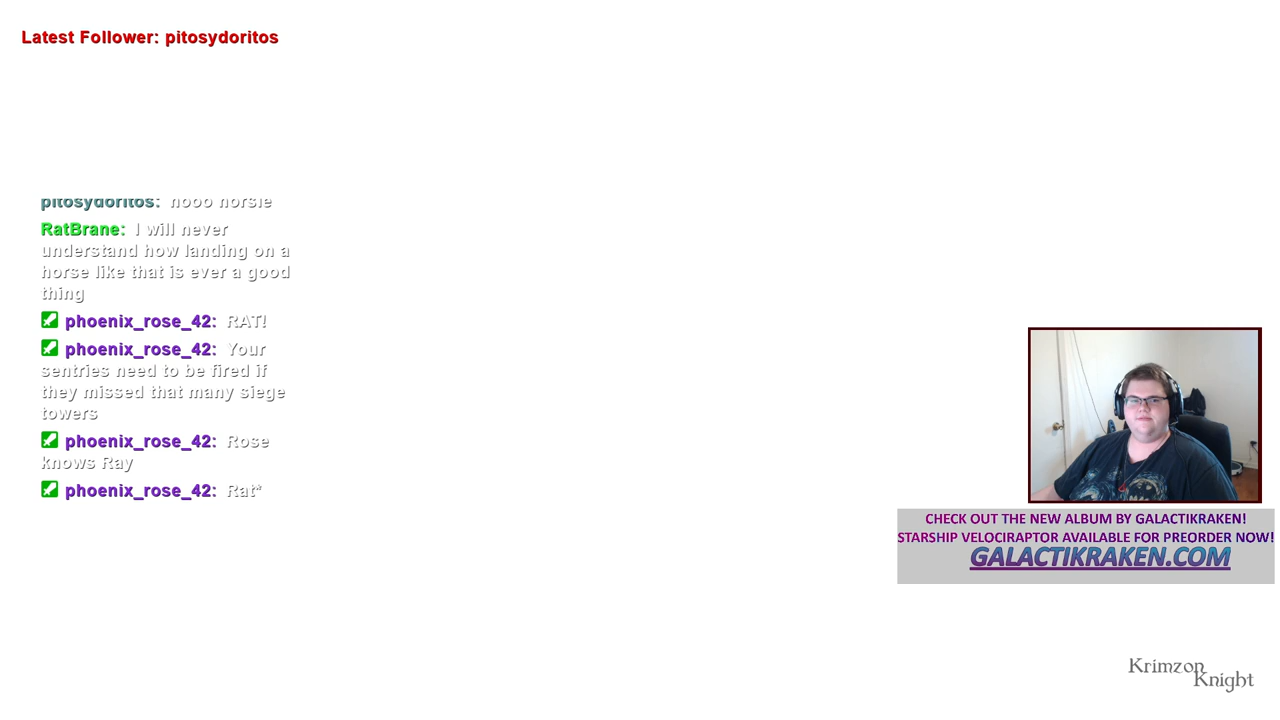 Latest Follower: pitosydoritos
pitosydoritos: nooo horsie
RatBrane: I will never
understand how landing on a
horse like that is ever a good
thing
phoenix_rose_42: RAT!
phoenix_rose_42: Your
sentries need to be fired if
they missed that many siege
towers
phoenix_rose_42: Rose
knows Ray
phoenix_rose_42: Rat*
CHECK OUT THE NEW ALBUM BY GALACTIKRAKEN!
STARSHIP VELOCIRAPTOR AVAILABLE FOR PREORDER NOW!
GALACTIKRAKEN.COM
Krimzon
Knight